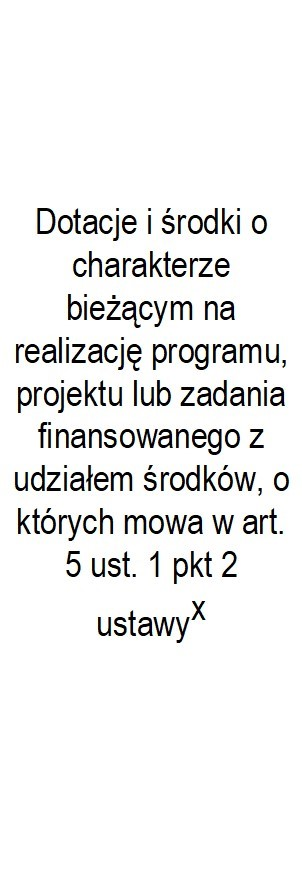 Dotacje i środki o
charakterze
bieżącym na
realizację programu,
projektu lub zadania
finansowanego z
udziałem środków, o
których mowa w art.
5 ust. 1 pkt 2
ustawyx